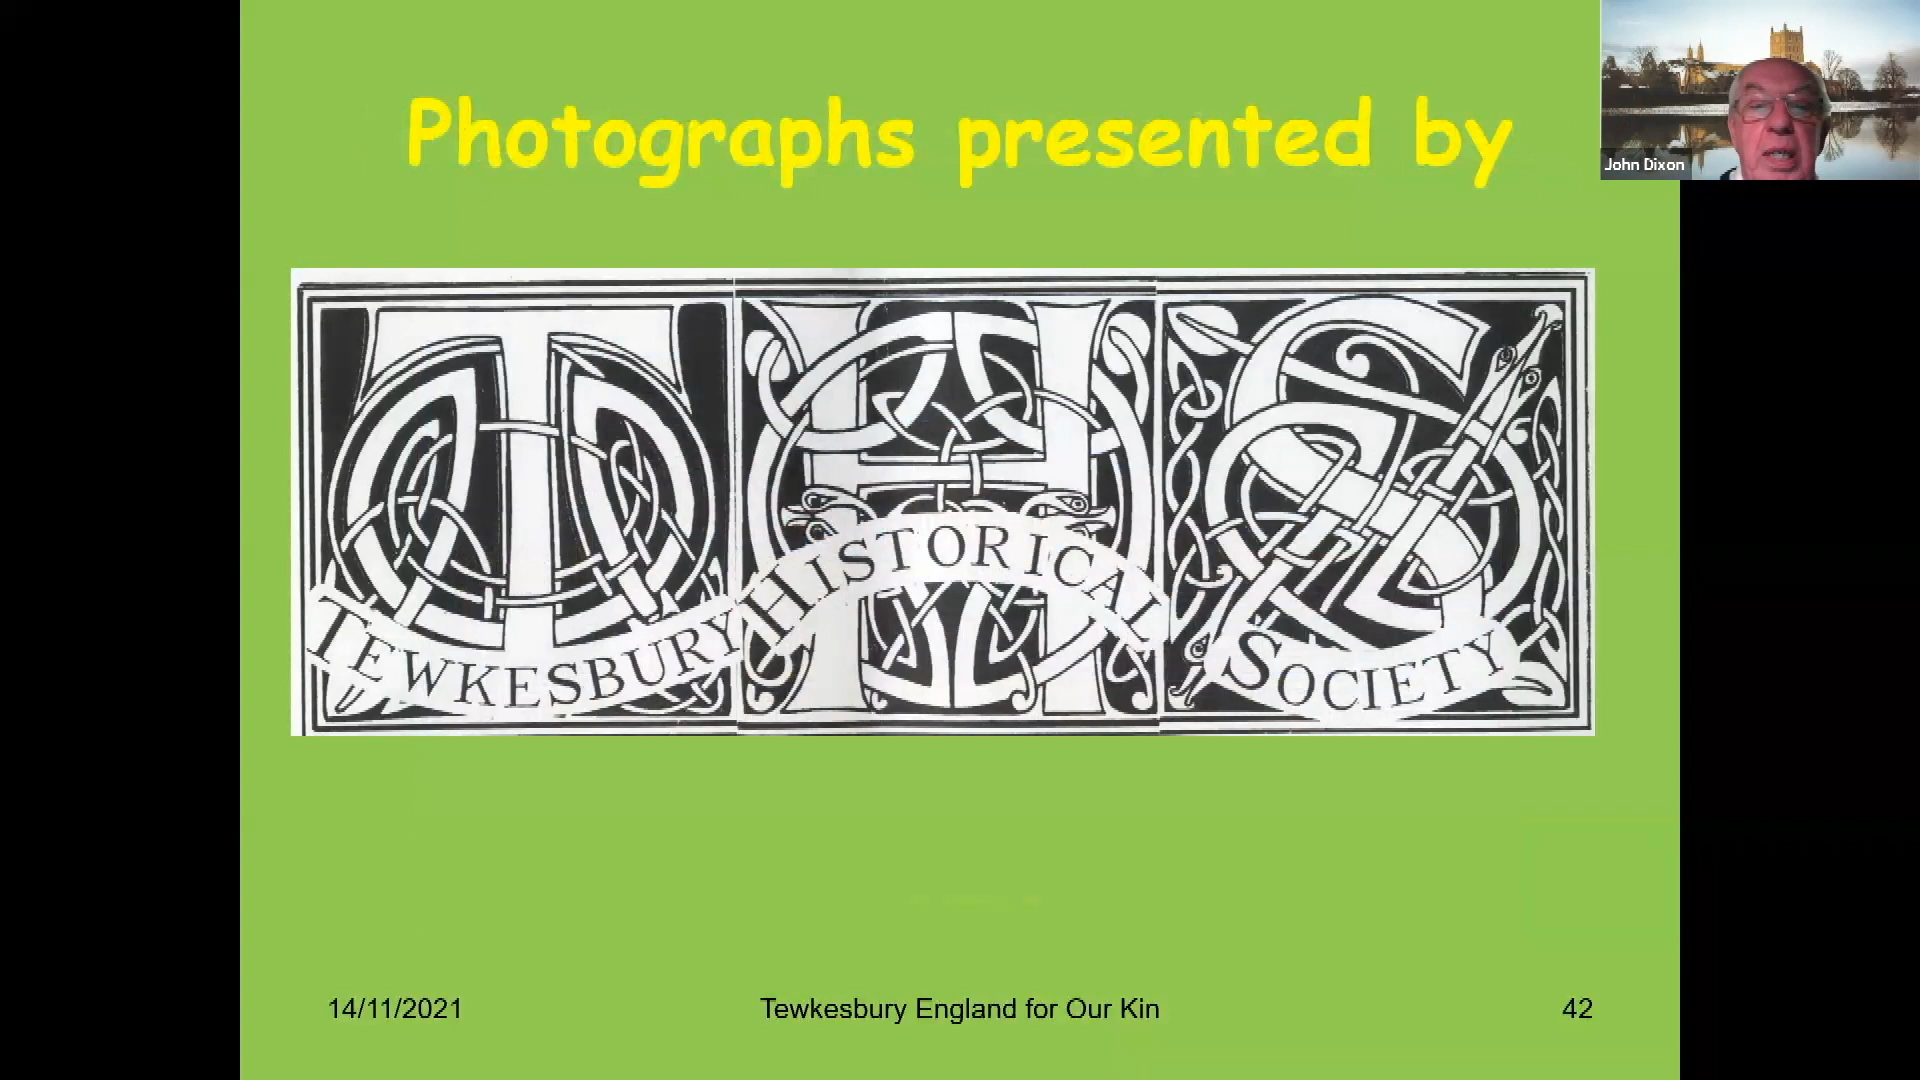 Photographs presented by
John Dixon
TEWKESBURY
HISTORICAL
SOCIETY
14/11/2021
Tewkesbury England for Our Kin
42